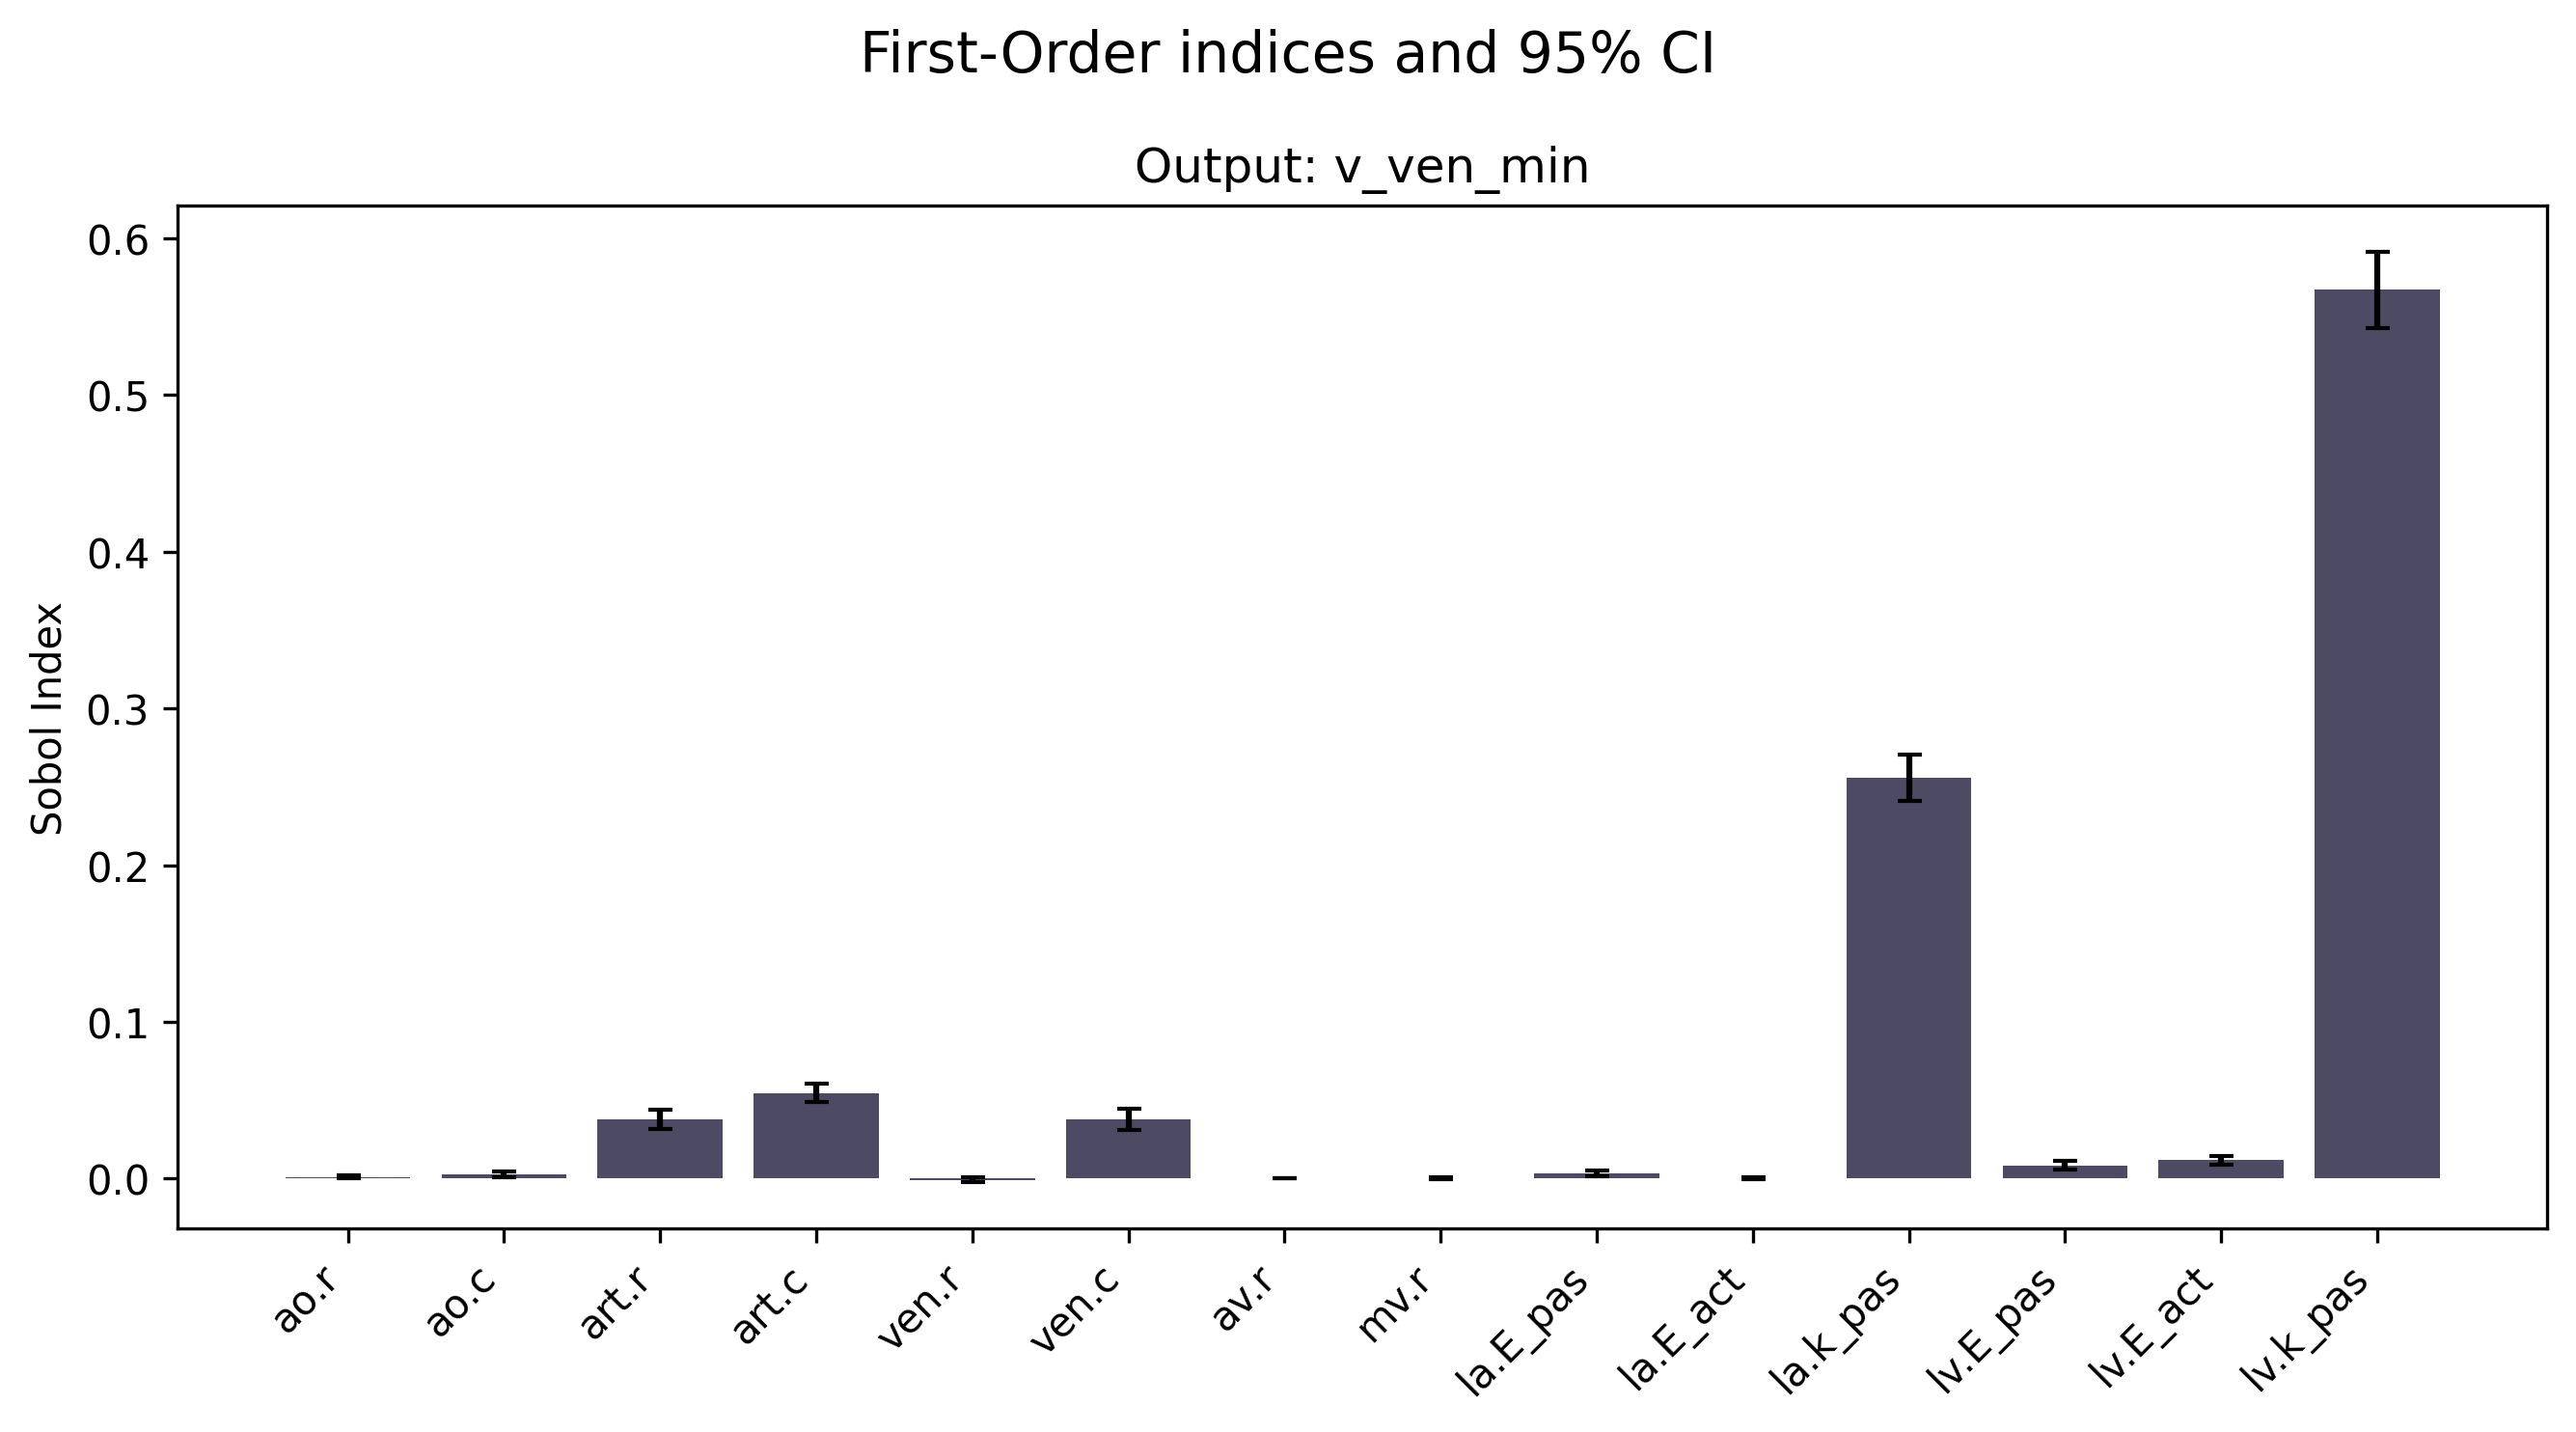 First-Order indices and 95% CI
Output: v_ven_min
Sobol Index
0.6
0.5
0.4
0.3
0.2
0.1
0.0
ao.r
ao.c
art.r
art.c
ven.r
ven.c
av.r
mv.r
la.E_pas
la.E_act
la.k_pas
lv.E_pas
lv.E_act
lv.k_pas